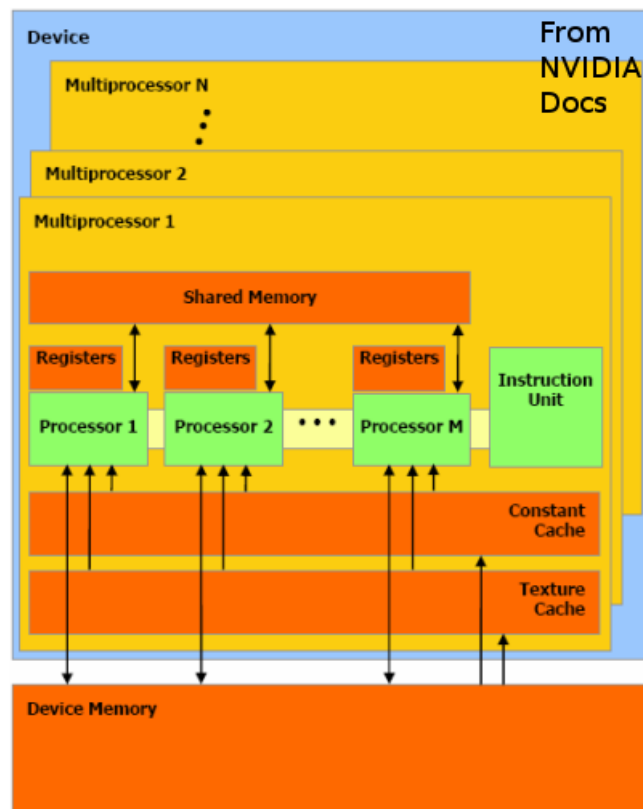 Device
From
NVIDIA
Docs
Multiprocessor N
Multiprocessor 2
Multiprocessor 1
Shared Memory
Registers
Registers
Registers
Instruction
Unit
Processor 1
Processor 2
Processor M
Constant
Cache
Texture
Cache
Device Memory